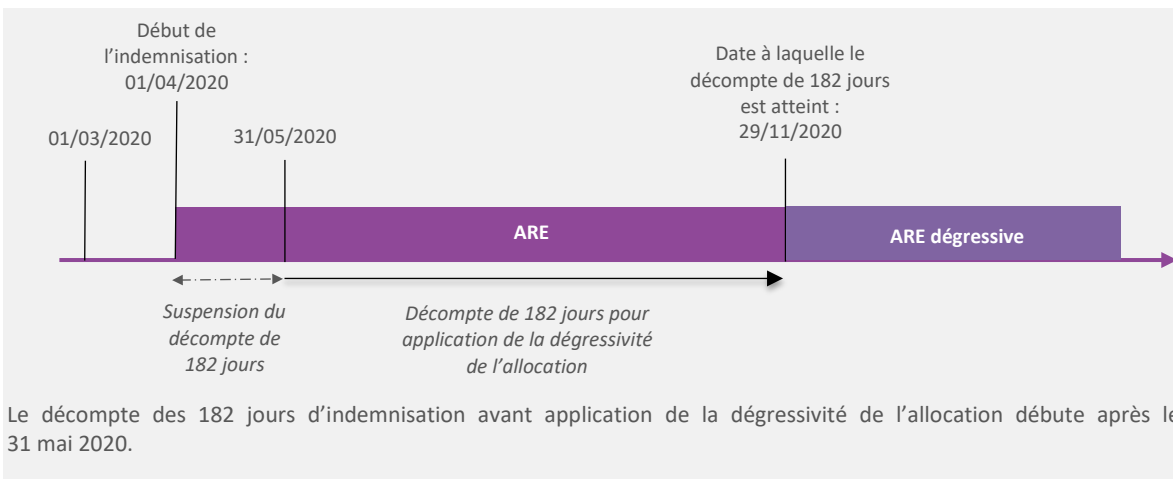 Début de
l’indemnisation :
01/04/2020
Date à laquelle le
décompte de 182 jours
est atteint :
29/11/2020
01/03/2020
31/05/2020
ARE
ARE dégressive
Suspension du
décompte de
182 jours
Décompte de 182 jours pour
application de la dégressivité
de l’allocation
Le décompte des 182 jours d’indemnisation avant application de la dégressivité de l’allocation débute après le
31 mai 2020.